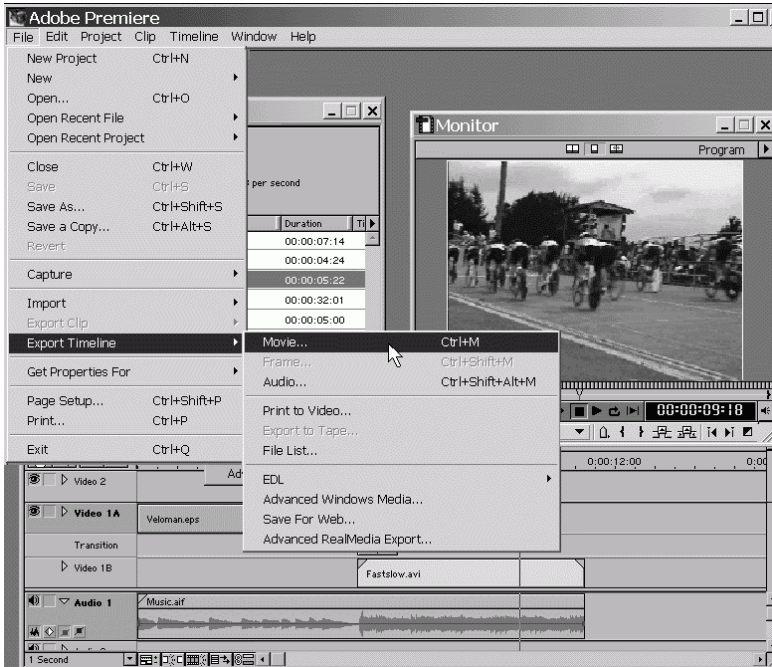 Adobe Premiere
File Edit Project Clip Timeline Window Help
New Project Ctrl+N
New
Open... Ctrl+O
Open Recent File
Open Recent Project
Close Ctrl+W
Save Ctrl+S
Save As... Ctrl+Shift+S
Save a Copy... Ctrl+Alt+S
Revert
Capture
Import
Export Clip
Export Timeline
Get Properties For
Page Setup... Ctrl+Shift+P
Print... Ctrl+P
Exit Ctrl+Q
per second
Duration Ti
00:00:07:14
00:00:04:24
00:00:05:22
00:00:32:01
00:00:05:00
Monitor
Program
Movie... Ctrl+M
Frame... Ctrl+Shift+M
Audio... Ctrl+Shift+Alt+M
Print to Video...
Export to Tape...
File List...
EDL
Advanced Windows Media...
Save For Web...
Advanced RealMedia Export...
00:00:09:18
0:00:12:00 0:00
Video 2
Video 1A Veloman.eps
Transition
Video 1B Fastslow.avi
Audio 1 Music.aif
1 Second